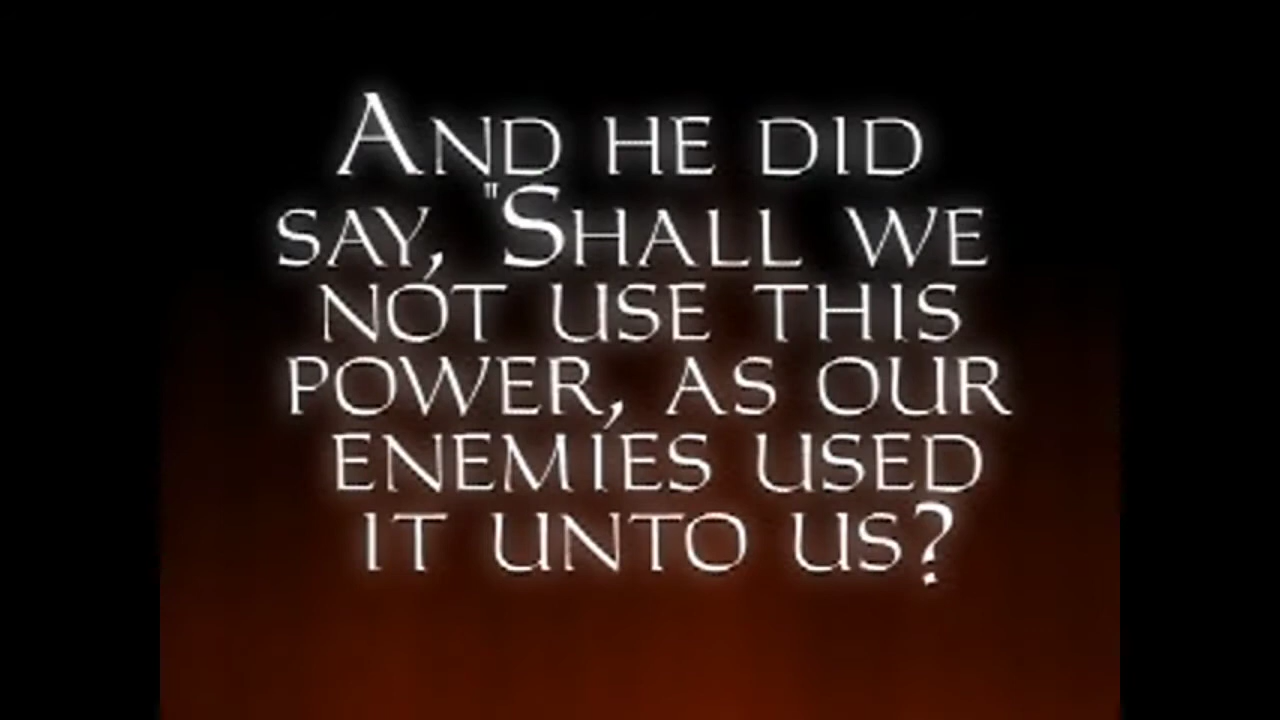 And he did
say, "Shall we
not use this
power, as our
enemies used
it unto us?